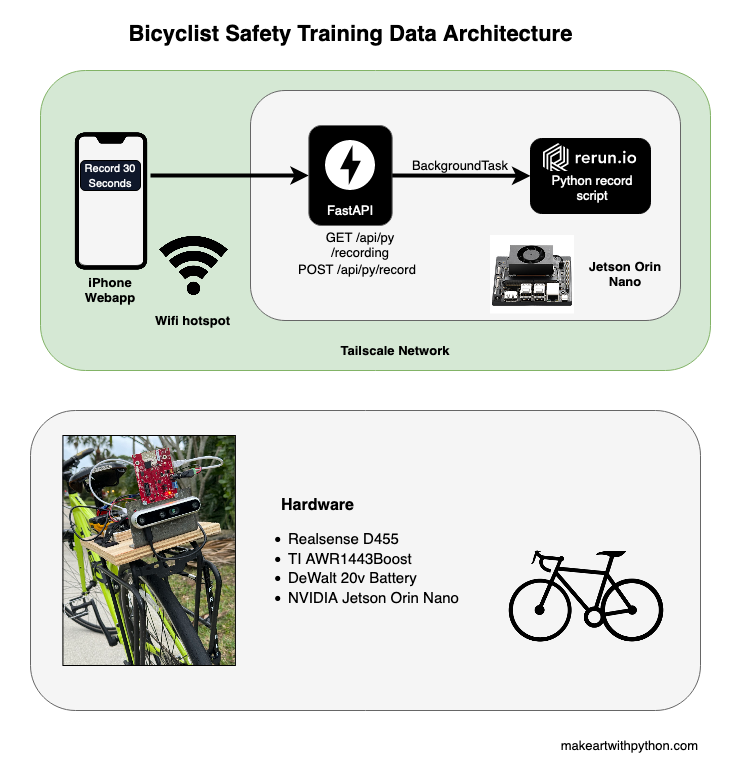 Bicyclist Safety Training Data Architecture
Record 30
Seconds
iPhone
Webapp
Wifi hotspot
FastAPI
GET /api/py
/recording
POST /api/py/record
BackgroundTask
rerun.io
Python record
script
Jetson Orin
Nano
Tailscale Network
Hardware
Realsense D455
TI AWR1443Boost
DeWalt 20v Battery
NVIDIA Jetson Orin Nano
makeartwithpython.com